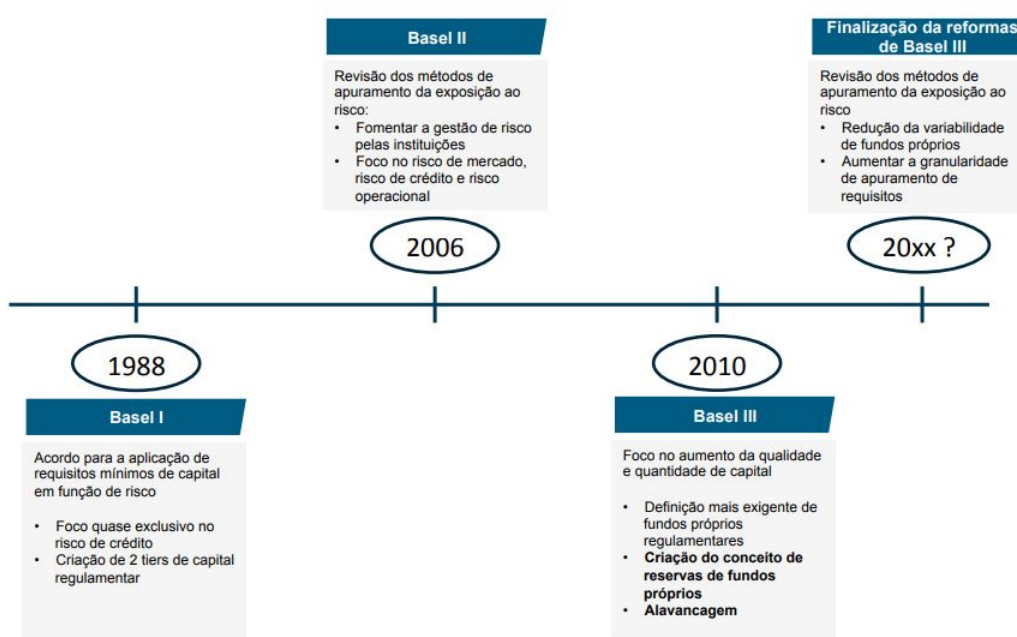 Basel II
Revisão dos métodos de
apuramento da exposição ao
risco:
• Fomentar a gestão de risco
pelas instituições
• Foco no risco de mercado,
risco de crédito e risco
operacional
2006
Finalização da reformas
de Basel III
Revisão dos métodos de
apuramento da exposição ao
risco
• Redução da variabilidade
de fundos próprios
• Aumentar a granularidade
de apuramento de
requisitos
20xx ?
1988
Basel I
Acordo para a aplicação de
requisitos mínimos de capital
em função de risco
• Foco quase exclusivo no
risco de crédito
• Criação de 2 tiers de capital
regulamentar
2010
Basel III
Foco no aumento da qualidade
e quantidade de capital
• Definição mais exigente de
fundos próprios
regulamentares
• Criação do conceito de
reservas de fundos
próprios
• Alavancagem